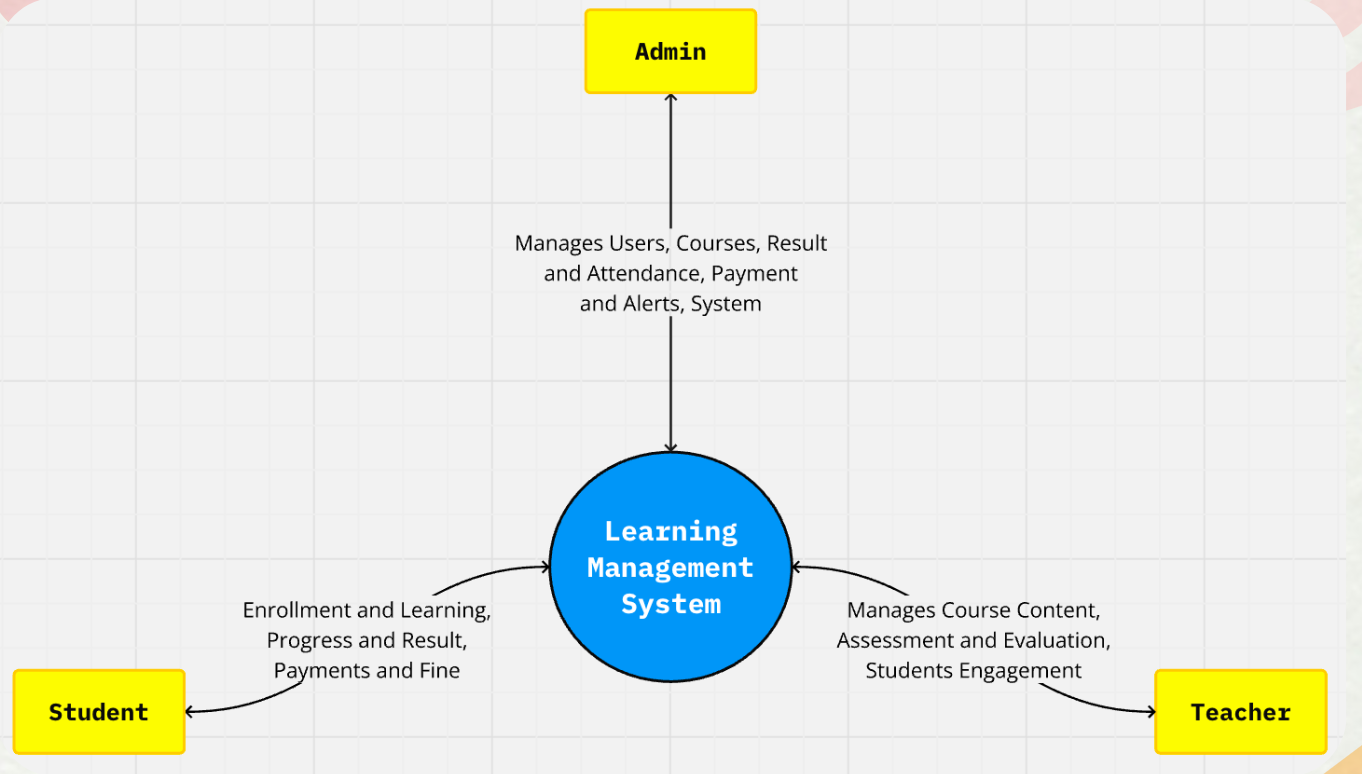 Admin
Manages Users, Courses, Result
and Attendance, Payment
and Alerts, System
Learning
Management
System
Enrollment and Learning,
Progress and Result,
Payments and Fine
Manages Course Content,
Assessment and Evaluation,
Students Engagement
Student
Teacher